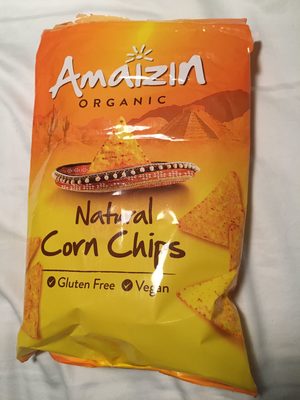 Amaizin
ORGANIC
Natural
Corn Chips
Gluten Free Vegan